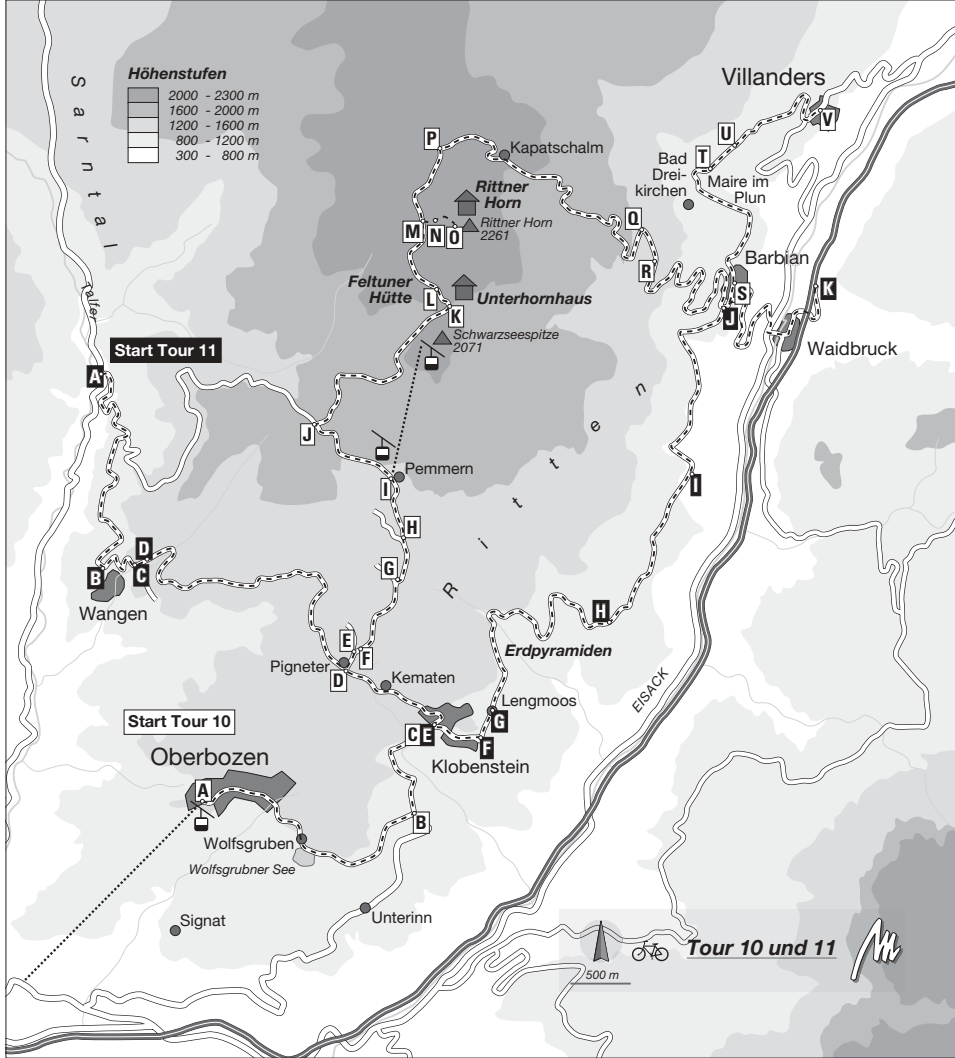 Höhenstufen
2000 - 2300 m
1600 - 2000 m
1200 - 1600 m
800 - 1200 m
300 - 800 m
Sarntal
Talfer
Villanders
V
U
T
P
Kapatschalm
Bad
Drei-
kirchen
Maire im
Plun
Rittner
Horn
Rittner Horn
2261
M
N
O
Q
R
Barbian
S
J
K
Waidbruck
Feltuner
Hütte
L
Unterhornhaus
K
Schwarzseespitze
2071
Start Tour 11
A
J
Ritten
Pemmern
I
I
H
G
D
B
C
Wangen
H
Erdpyramiden
E
F
Pigneter
D
Kematen
EISACK
Lengmoos
G
C
E
F
Klobenstein
Start Tour 10
Oberbozen
A
B
Wolfsgruben
Wolfsgrubner See
Signat
Unterinn
500 m
Tour 10 und 11